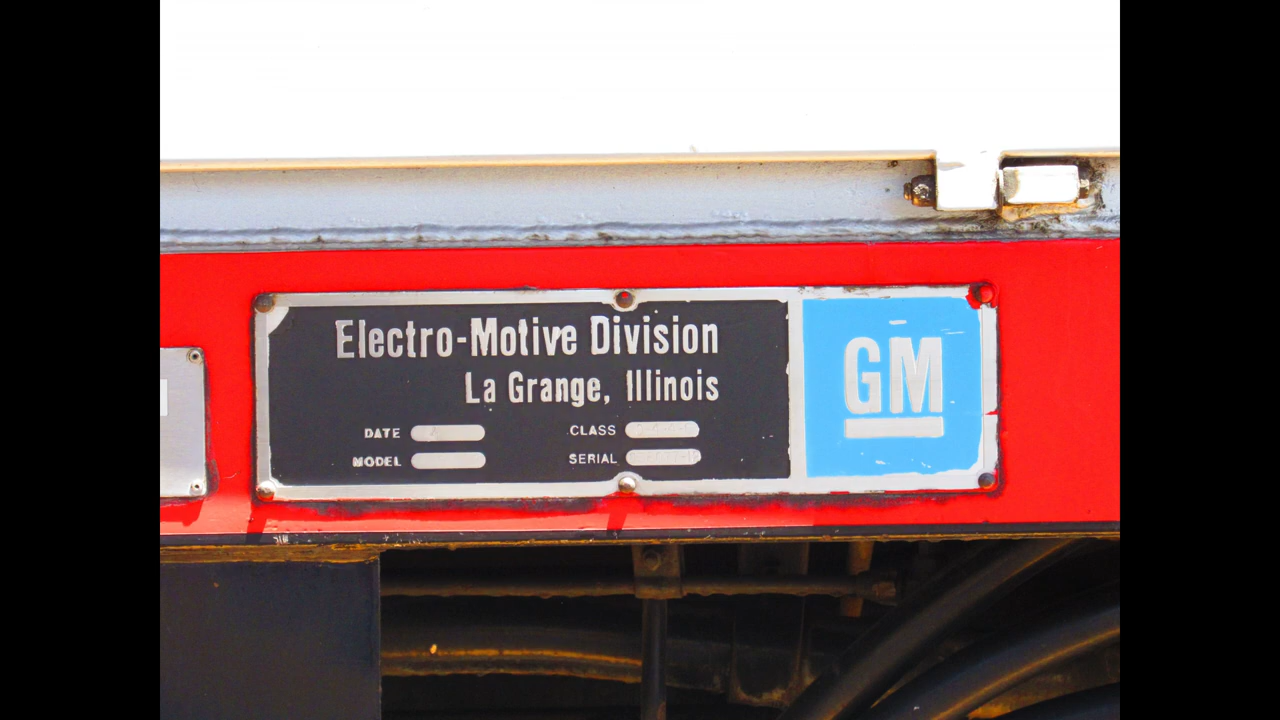 Electro-Motive Division
La Grange, Illinois
DATE
CLASS
MODEL
SERIAL
GM